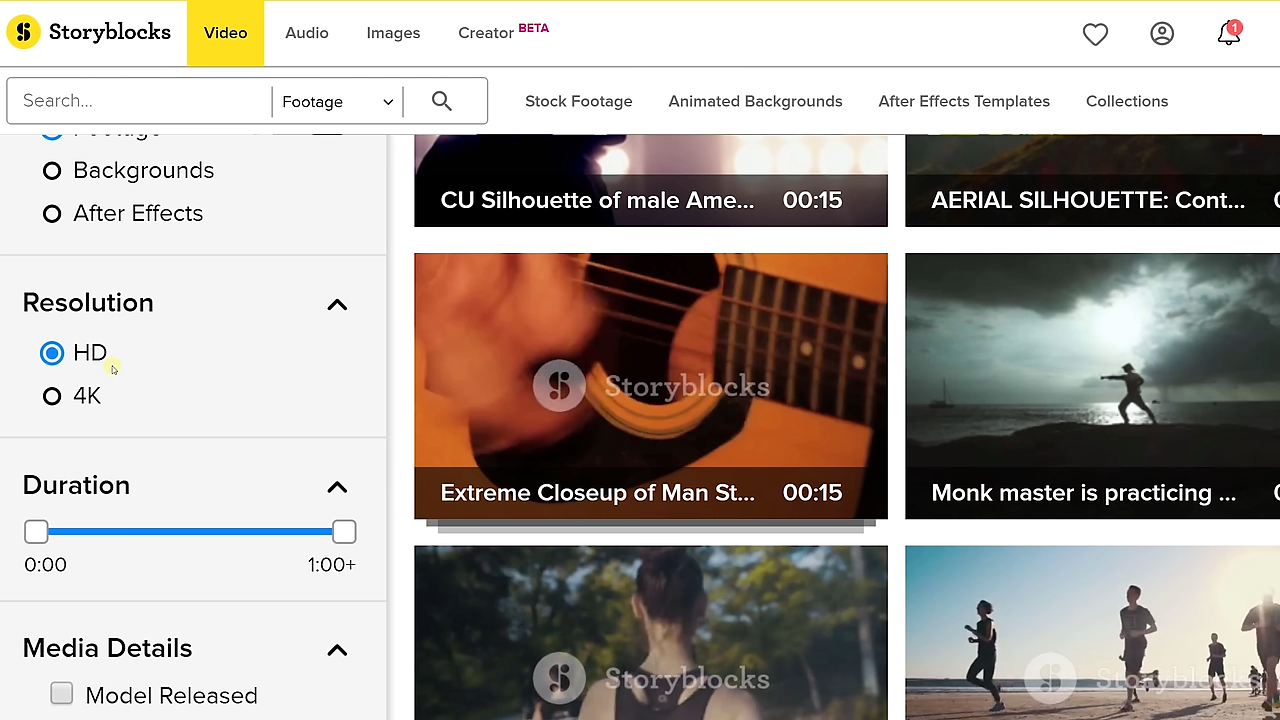 Storyblocks
Video
Audio
Images
Creator BETA
1
Search...
Footage
Stock Footage
Animated Backgrounds
After Effects Templates
Collections
Footage
Backgrounds
After Effects
Resolution
HD
4K
Duration
0:00
1:00+
Media Details
Model Released
CU Silhouette of male Ame... 00:15
AERIAL SILHOUETTE: Cont...
Storyblocks
Extreme Closeup of Man St... 00:15
Monk master is practicing ...
Storyblocks
Storyblocks